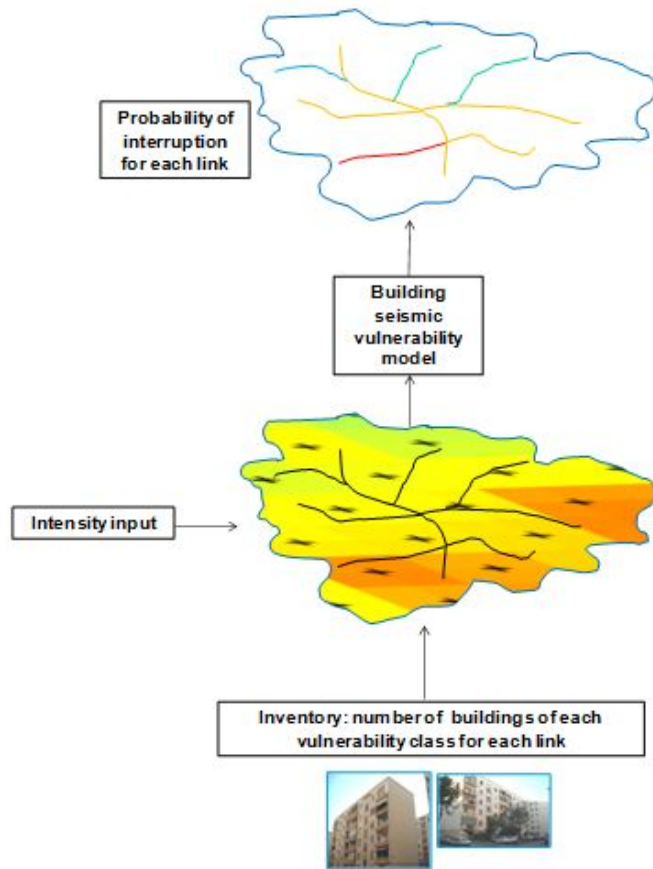 Probability of
interruption
for each link
Building
seismic
vulnerability
model
Intensity input
Inventory: number of buildings of each
vulnerability class for each link